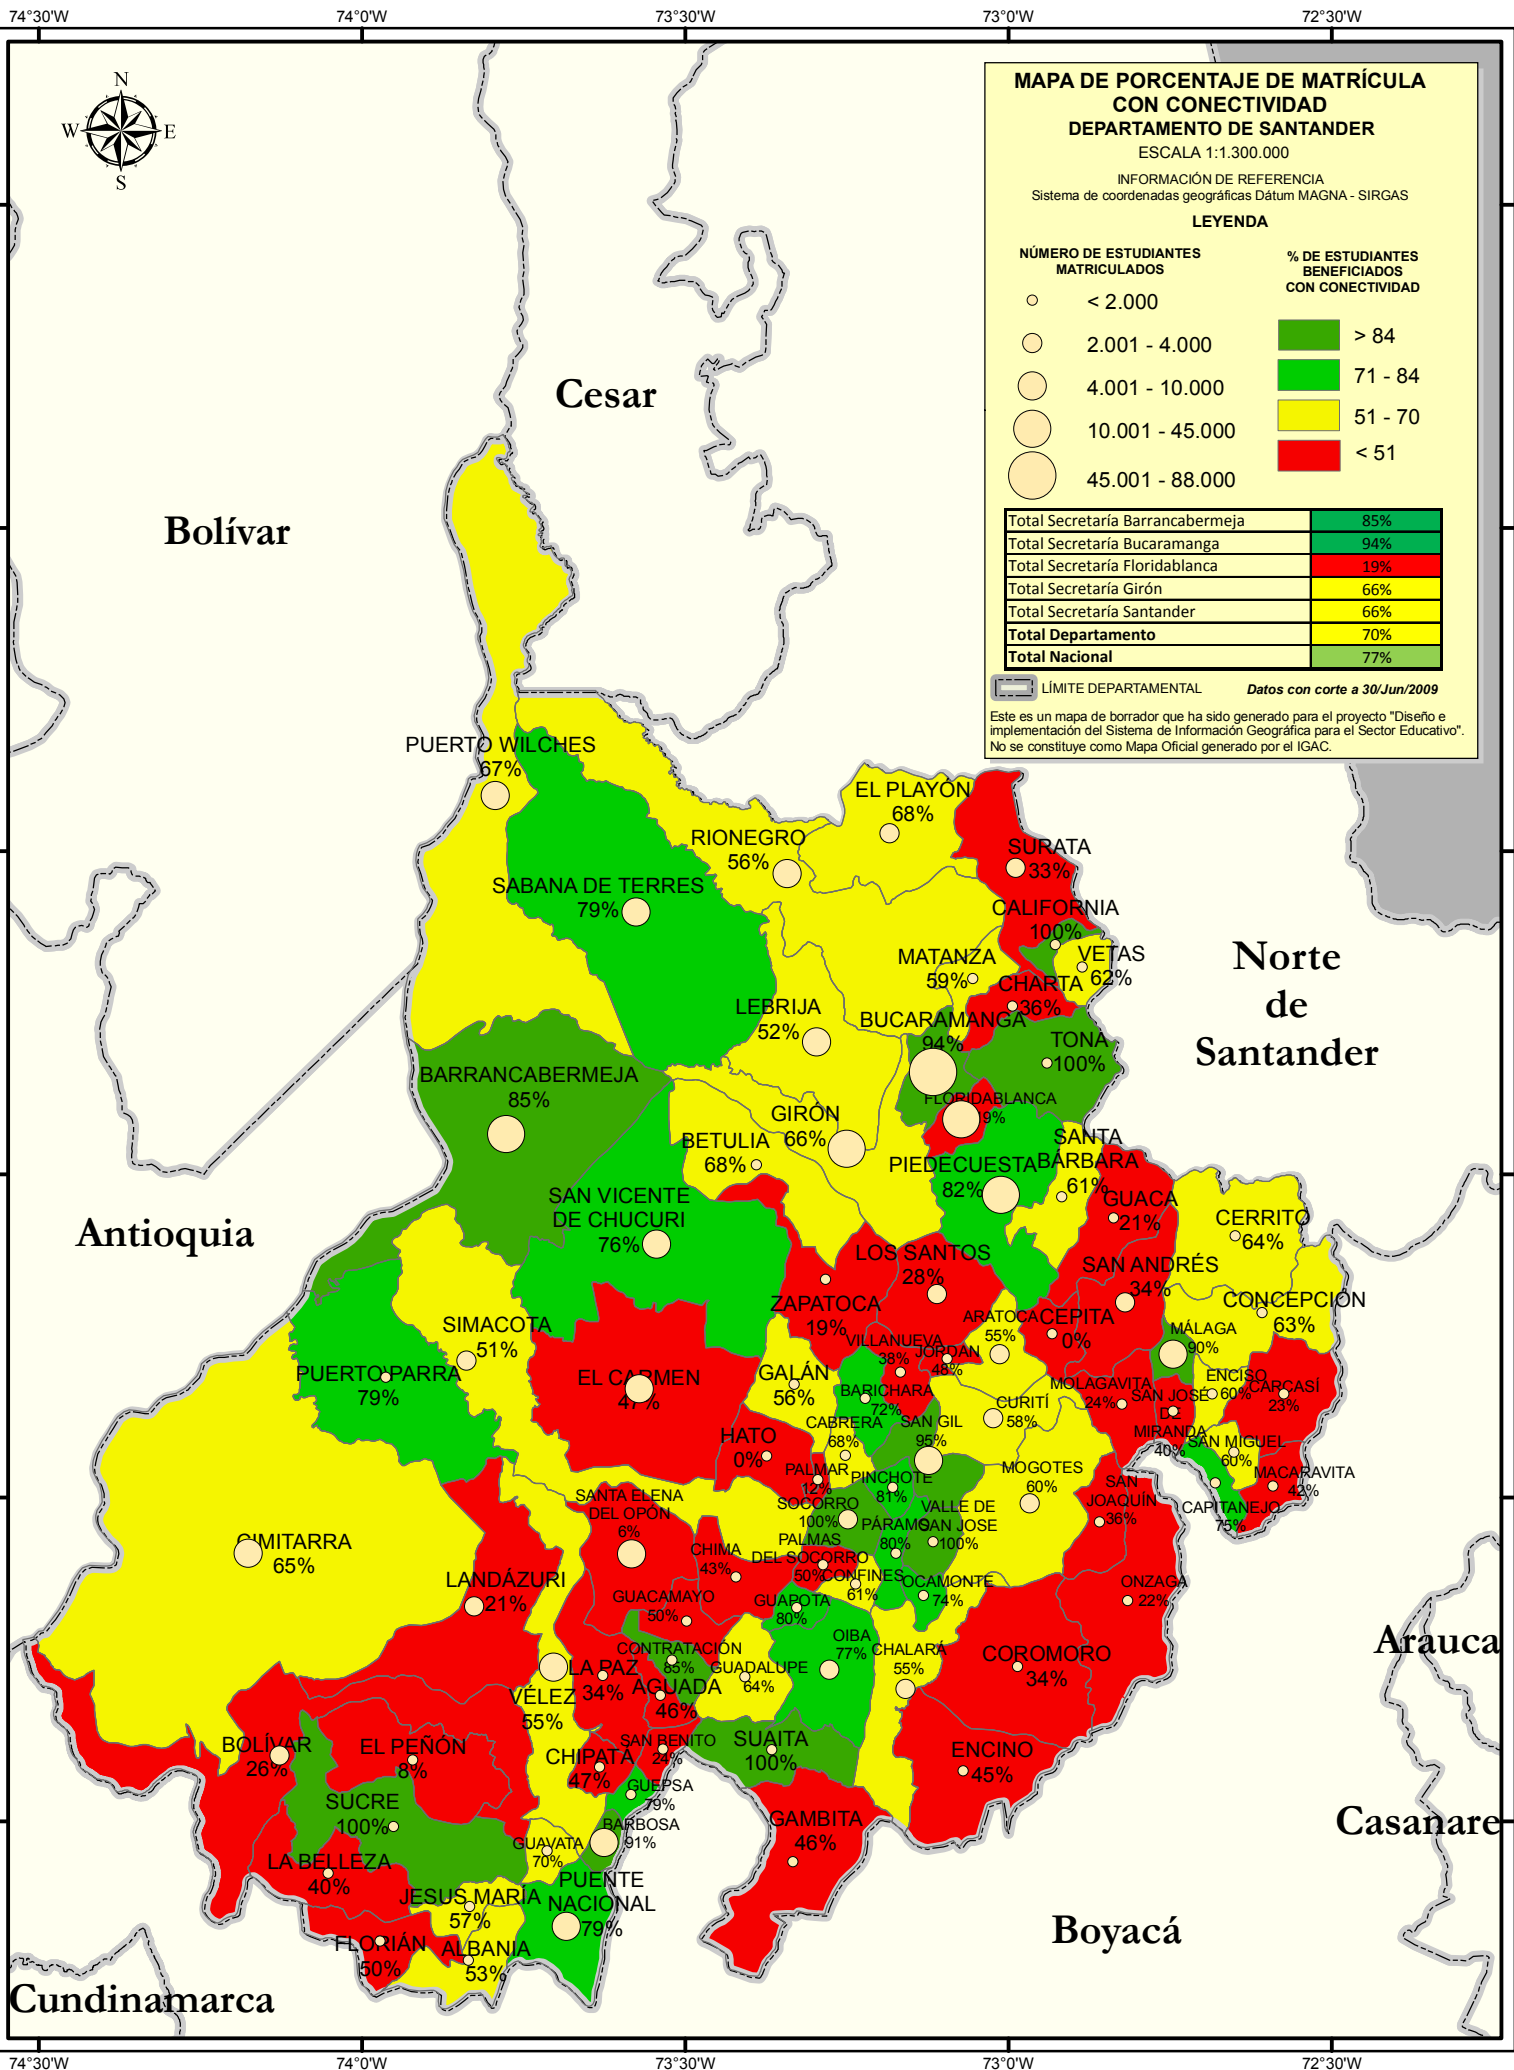 74°30'W 74°0'W 73°30'W 73°0'W 72°30'W
N
W E
S
MAPA DE PORCENTAJE DE MATRÍCULA
CON CONECTIVIDAD
DEPARTAMENTO DE SANTANDER
ESCALA 1:1.300.000
INFORMACIÓN DE REFERENCIA
Sistema de coordenadas geográficas Dátum MAGNA - SIRGAS
LEYENDA
NÚMERO DE ESTUDIANTES
MATRICULADOS
< 2.000
2.001 - 4.000
4.001 - 10.000
10.001 - 45.000
45.001 - 88.000
% DE ESTUDIANTES
BENEFICIADOS
CON CONECTIVIDAD
> 84
71 - 84
51 - 70
< 51
Total Secretaría Barrancabermeja 85%
Total Secretaría Bucaramanga 94%
Total Secretaría Floridablanca 19%
Total Secretaría Girón 66%
Total Secretaría Santander 66%
Total Departamento 70%
Total Nacional 77%
LÍMITE DEPARTAMENTAL
Datos con corte a 30/Jun/2009
Este es un mapa de borrador que ha sido generado para el proyecto "Diseño e
implementación del Sistema de Información Geográfica para el Sector Educativo".
No se constituye como Mapa Oficial generado por el IGAC.
Cesar
Bolívar
PUERTO WILCHES
67%
EL PLAYÓN
68%
RIONEGRO
56%
SURATA
33%
SABANA DE TERRES
79%
CALIFORNIA
100%
Norte
de
Santander
MATANZA
59%
VETAS
62%
CHARTA
36%
LEBRIJA
52%
BUCARAMANGA
94%
TONA
100%
BARRANCABERMEJA
85%
FLORIDABLANCA
19%
GIRÓN
66%
BETULIA
68%
SANTA
BÁRBARA
61%
PIEDECUESTA
82%
SAN VICENTE
DE CHUCURI
76%
GUACA
21%
CERRITO
64%
Antioquia
LOS SANTOS
28%
SAN ANDRÉS
34%
ZAPATOCA
19%
CONCEPCIÓN
63%
SIMACOTA
51%
ARATOCA
55%
CEPITA
0%
MÁLAGA
90%
VILLANUEVA
38%
JORDÁN
48%
PUERTO PARRA
79%
EL CARMEN
47%
GALÁN
56%
BARICHARA
72%
MOLAGAVITA
24%
ENCISO
60%
CARCASÍ
23%
SAN JOSÉ
DE
MIRANDA
40%
CURITÍ
58%
CABRERA
68%
SAN GIL
95%
HATO
0%
SAN MIGUEL
60%
PALMAR
12%
PINCHOTE
81%
MOGOTES
60%
MACARAVITA
42%
SAN
JOAQUÍN
36%
CAPITANEJO
75%
SANTA ELENA
DEL OPÓN
6%
SOCORRO
100%
VALLE DE
SAN JOSE
100%
PÁRAMO
80%
CIMITARRA
65%
PALMAS
DEL SOCORRO
50%
CHIMA
43%
CONFINES
61%
LANDÁZURI
21%
OCAMONTE
74%
ONZAGA
22%
GUACAMAYO
50%
GUAPOTA
80%
OIBA
77%
CHALARÁ
55%
COROMORO
34%
Arauca
CONTRATACIÓN
85%
GUADALUPE
64%
LA PAZ
34%
AGUADA
46%
VÉLEZ
55%
BOLÍVAR
26%
EL PEÑÓN
8%
SAN BENITO
24%
SUAITA
100%
CHIPATÁ
47%
ENCINO
45%
GUEPSA
79%
SUCRE
100%
BARBOSA
91%
GAMBITA
46%
Casanare
GUAVATA
70%
LA BELLEZA
40%
PUENTE
NACIONAL
79%
JESUS MARÍA
57%
Boyacá
FLORIÁN
50%
ALBANIA
53%
Cundinamarca
74°30'W 74°0'W 73°30'W 73°0'W 72°30'W